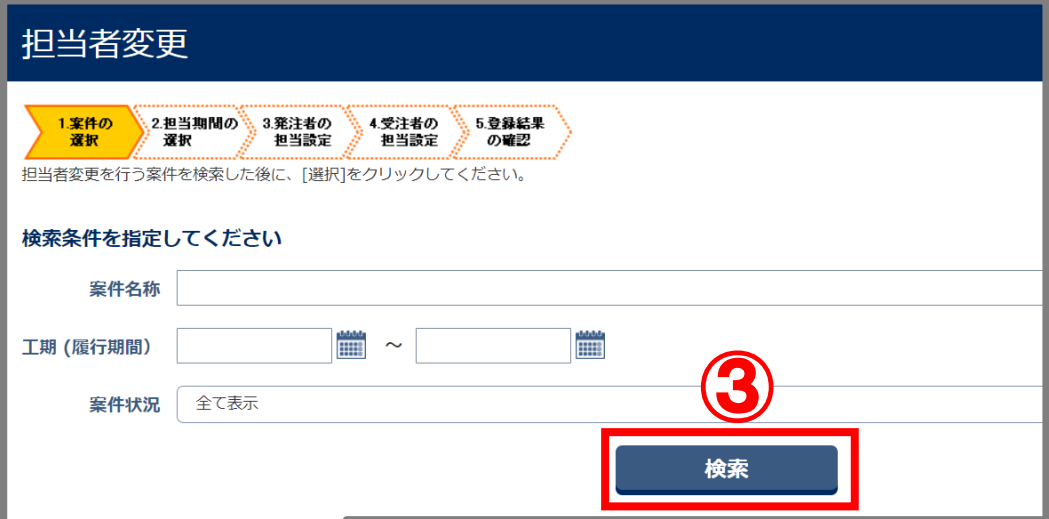 担当者変更
1.案件の
選択
2.担当期間の
選択
3.発注者の
担当設定
4.受注者の
担当設定
5.登録結果
の確認
担当者変更を行う案件を検索した後に、[選択]をクリックしてください。
検索条件を指定してください
案件名称
工期 (履行期間)
～
案件状況
全て表示
③
検索